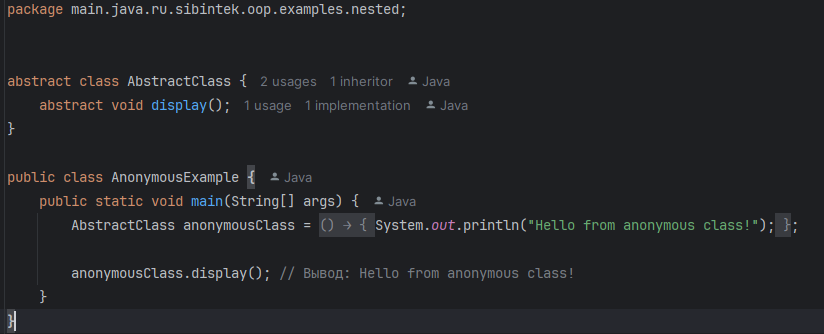 package main.java.ru.sibintek.oop.examples.nested;
abstract class AbstractClass { 2 usages 1 inheritor Java
abstract void display(); 1 usage 1 implementation Java
}
public class AnonymousExample { Java
public static void main(String[] args) { Java
AbstractClass anonymousClass = () → { System.out.println("Hello from anonymous class!"); };
anonymousClass.display(); // Вывод: Hello from anonymous class!
}
}